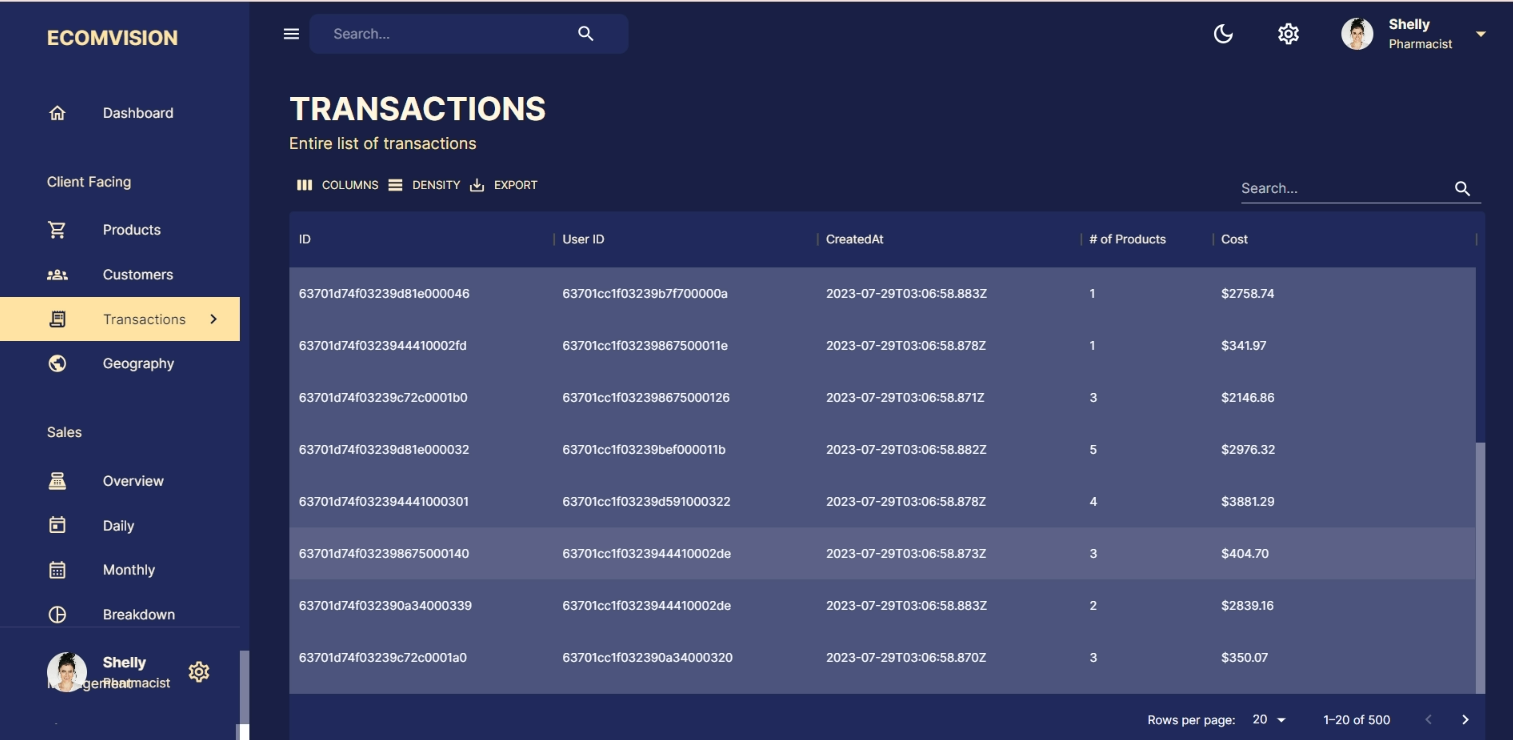 ECOMVISION
Dashboard
Client Facing
Products
Customers
Transactions
Geography
Sales
Overview
Daily
Monthly
Breakdown
Shelly
Pharmacist
Search...
Shelly
Pharmacist
TRANSACTIONS
Entire list of transactions
COLUMNS DENSITY EXPORT
Search...
ID User ID CreatedAt # of Products Cost
63701d74f03239d81e000046 63701cc1f03239b7f700000a 2023-07-29T03:06:58.883Z 1 $2758.74
63701d74f0323944410002fd 63701cc1f03239867500011e 2023-07-29T03:06:58.878Z 1 $341.97
63701d74f03239c72c0001b0 63701cc1f032398675000126 2023-07-29T03:06:58.871Z 3 $2146.86
63701d74f03239d81e000032 63701cc1f03239bef000011b 2023-07-29T03:06:58.882Z 5 $2976.32
63701d74f032394441000301 63701cc1f03239d591000322 2023-07-29T03:06:58.878Z 4 $3881.29
63701d74f032398675000140 63701cc1f0323944410002de 2023-07-29T03:06:58.873Z 3 $404.70
63701d74f032390a34000339 63701cc1f0323944410002de 2023-07-29T03:06:58.883Z 2 $2839.16
63701d74f03239c72c0001a0 63701cc1f032390a34000320 2023-07-29T03:06:58.870Z 3 $350.07
Rows per page: 20 1–20 of 500